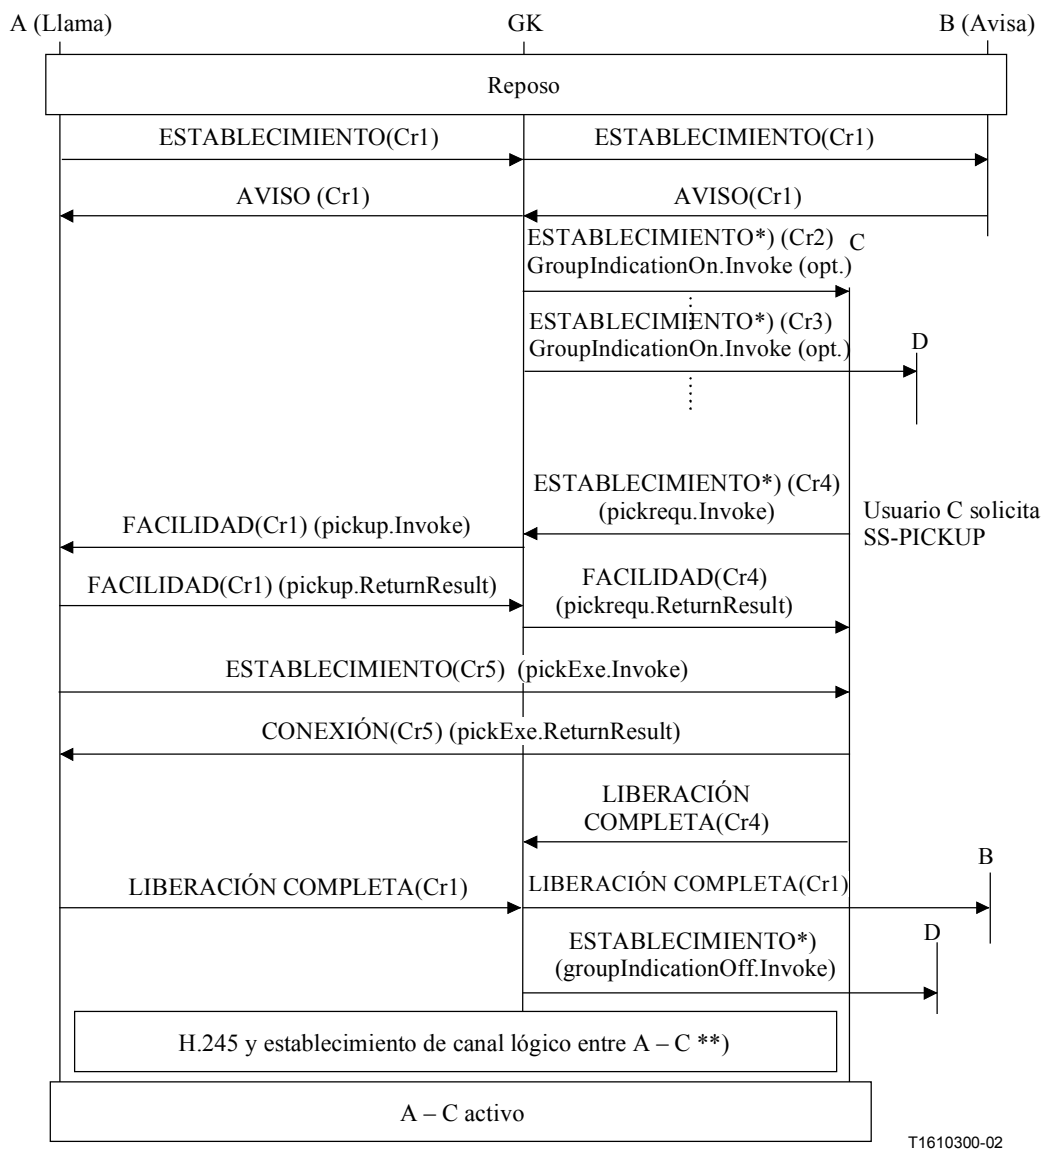 A (Llama) GK B (Avisa)
Reposo
ESTABLECIMIENTO(Cr1) ESTABLECIMIENTO(Cr1)
AVISO (Cr1) AVISO(Cr1)
ESTABLECIMIENTO*) (Cr2) C
GroupIndicationOn.Invoke (opt.)
ESTABLECIMIENTO*) (Cr3)
D
GroupIndicationOn.Invoke (opt.)
ESTABLECIMIENTO*) (Cr4)
(pickrequ.Invoke)
Usuario C solicita
SS-PICKUP
FACILIDAD(Cr1) (pickup.Invoke)
FACILIDAD(Cr1) (pickup.ReturnResult)
FACILIDAD(Cr4)
(pickrequ.ReturnResult)
ESTABLECIMIENTO(Cr5) (pickExe.Invoke)
CONEXIÓN(Cr5) (pickExe.ReturnResult)
LIBERACIÓN
COMPLETA(Cr4)
B
LIBERACIÓN COMPLETA(Cr1) LIBERACIÓN COMPLETA(Cr1)
D
ESTABLECIMIENTO*)
(groupIndicationOff.Invoke)
H.245 y establecimiento de canal lógico entre A – C **)
A – C activo
T1610300-02